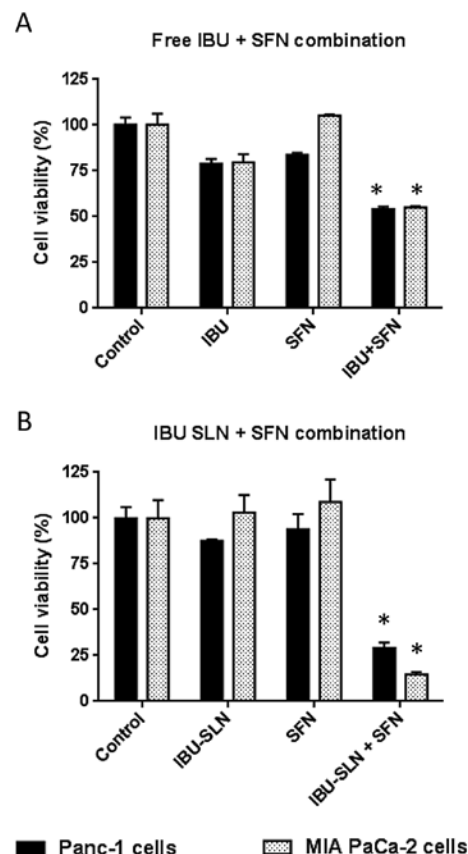 A
Free IBU + SFN combination
125
100
75
50
25
0
Cell viability (%)
* *
Control
IBU
SFN
IBU+SFN
B
IBU SLN + SFN combination
125
100
75
50
25
0
Cell viability (%)
*
*
Control
IBU-SLN
SFN
IBU-SLN + SFN
Panc-1 cells MIA PaCa-2 cells